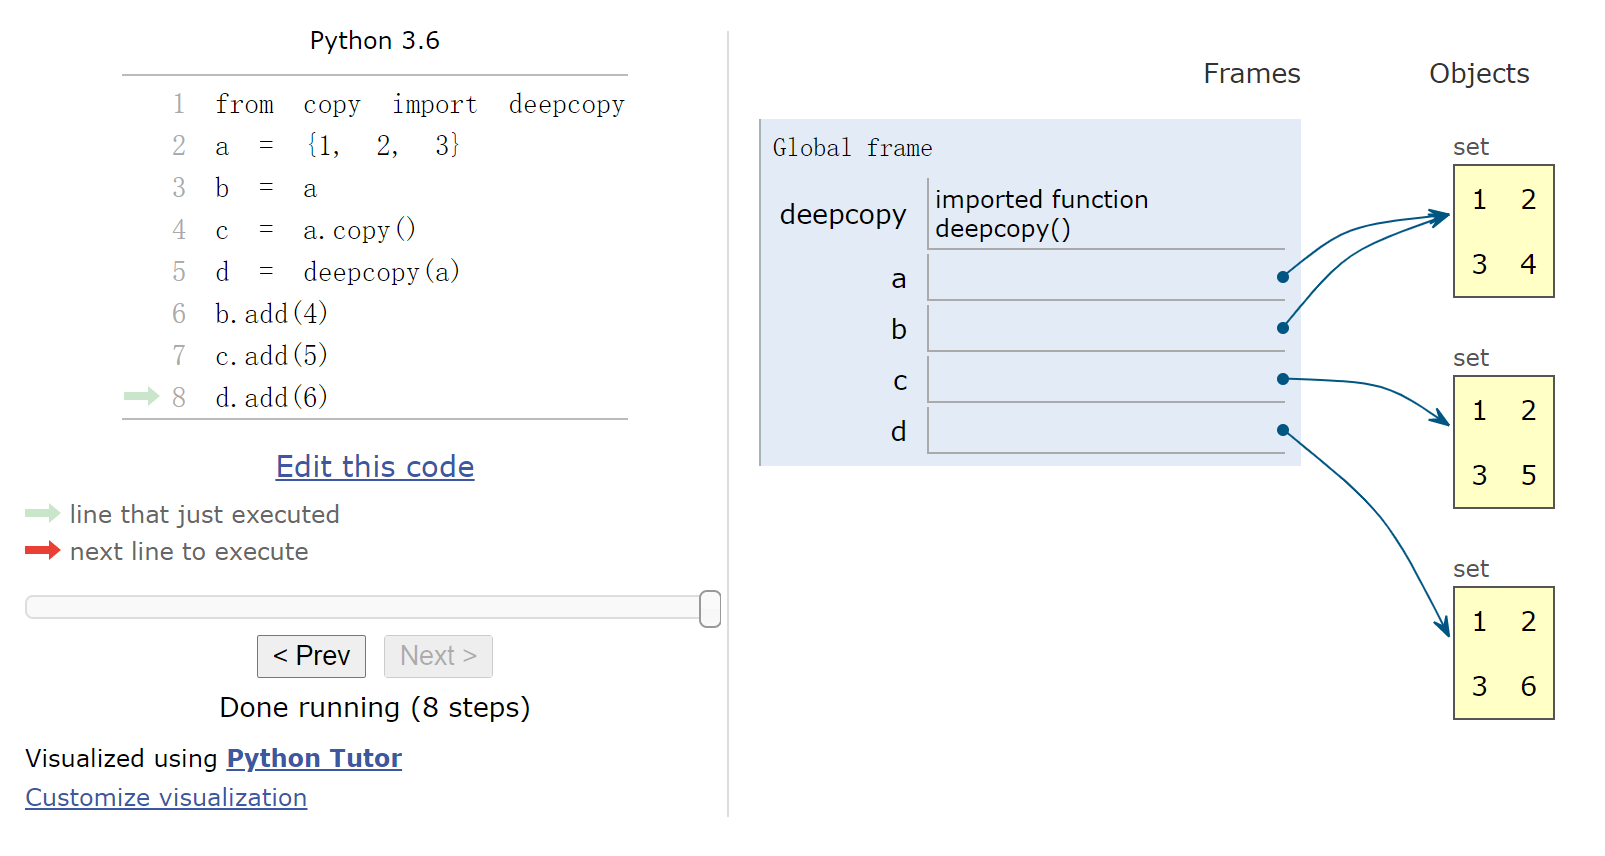 Python 3.6
1 from copy import deepcopy
2 a = {1, 2, 3}
3 b = a
4 c = a.copy()
5 d = deepcopy(a)
6 b.add(4)
7 c.add(5)
8 d.add(6)
Edit this code
line that just executed
next line to execute
< Prev Next >
Done running (8 steps)
Visualized using Python Tutor
Customize visualization
Frames Objects
Global frame
deepcopy imported function
deepcopy()
a
b
c
d
set
1 2
3 4
set
1 2
3 5
set
1 2
3 6